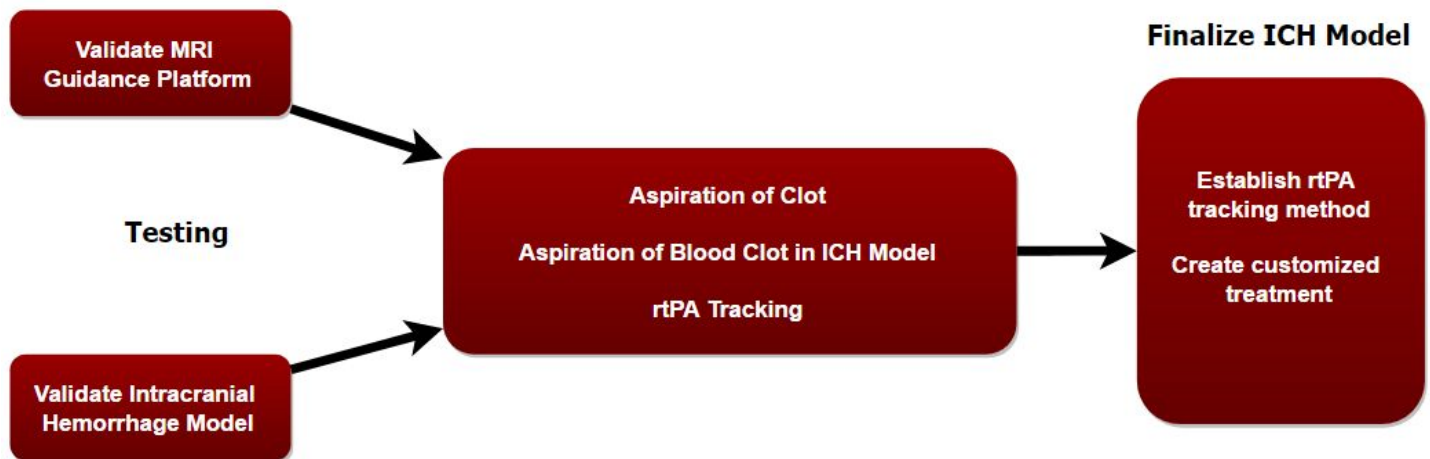 Validate MRI
Guidance Platform
Testing
Validate Intracranial
Hemorrhage Model
Aspiration of Clot
Aspiration of Blood Clot in ICH Model
rtPA Tracking
Finalize ICH Model
Establish rtPA
tracking method
Create customized
treatment